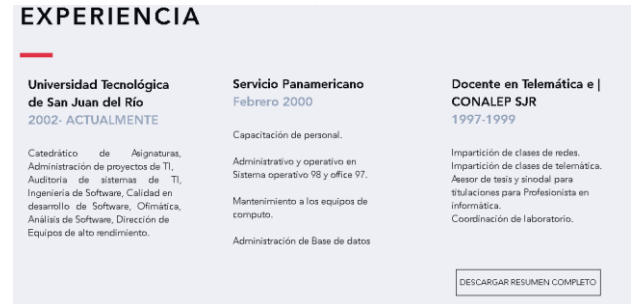 EXPERIENCIA
Universidad Tecnológica
de San Juan del Río
2002- ACTUALMENTE
Catedrático de Asignaturas,
Administración de proyectos de TI,
Auditoria de sistemas de TI,
Ingeniería de Software, Calidad en
desarrollo de Software, Ofimática,
Análisis de Software, Dirección de
Equipos de alto rendimiento.
Servicio Panamericano
Febrero 2000
Capacitación de personal.
Administrativo y operativo en
Sistema operativo 98 y office 97.
Mantenimiento a los equipos de
computo.
Administración de Base de datos
Docente en Telemática e |
CONALEP SJR
1997-1999
Impartición de clases de redes.
Impartición de clases de telemática.
Asesor de tesis y sinodal para
titulaciones para Profesionista en
informática.
Coordinación de laboratorio.
DESCARGAR RESUMEN COMPLETO